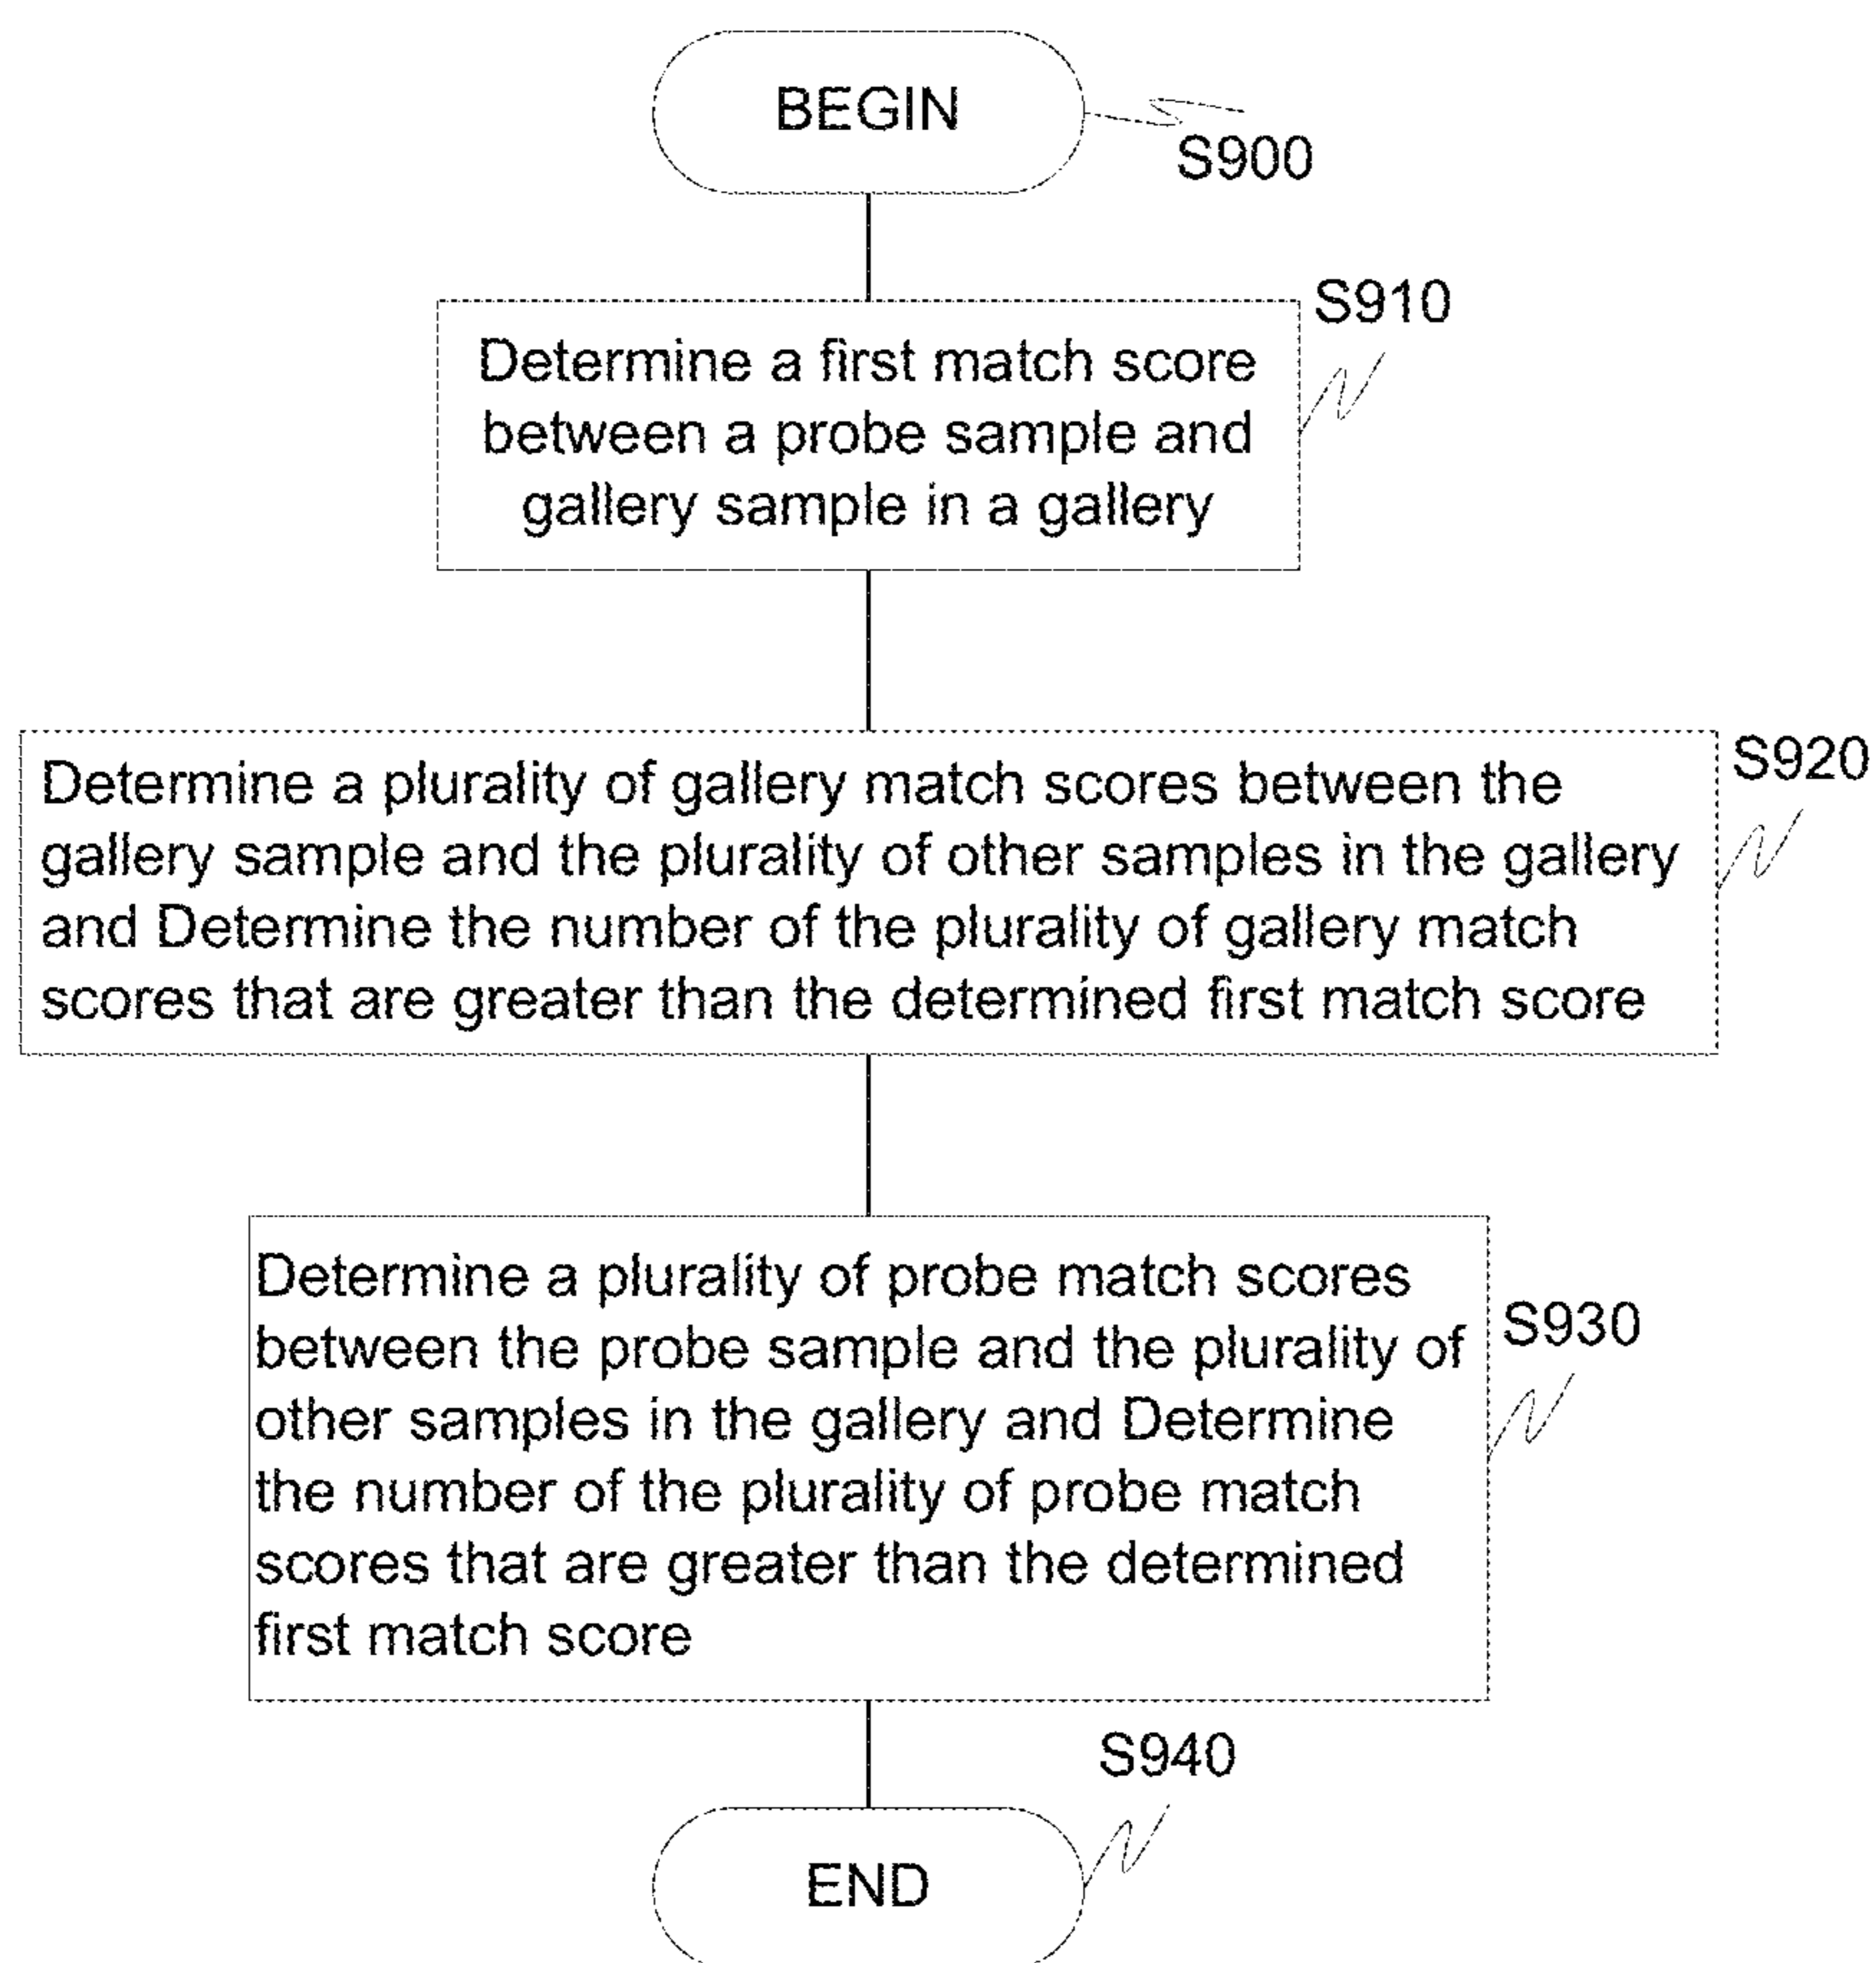 BEGIN
S900
S910
Determine a first match score
between a probe sample and
gallery sample in a gallery
S920
Determine a plurality of gallery match scores between the
gallery sample and the plurality of other samples in the gallery
and Determine the number of the plurality of gallery match
scores that are greater than the determined first match score
Determine a plurality of probe match scores
between the probe sample and the plurality of
S930
other samples in the gallery and Determine
the number of the plurality of probe match
scores that are greater than the determined
first match score
S940
END